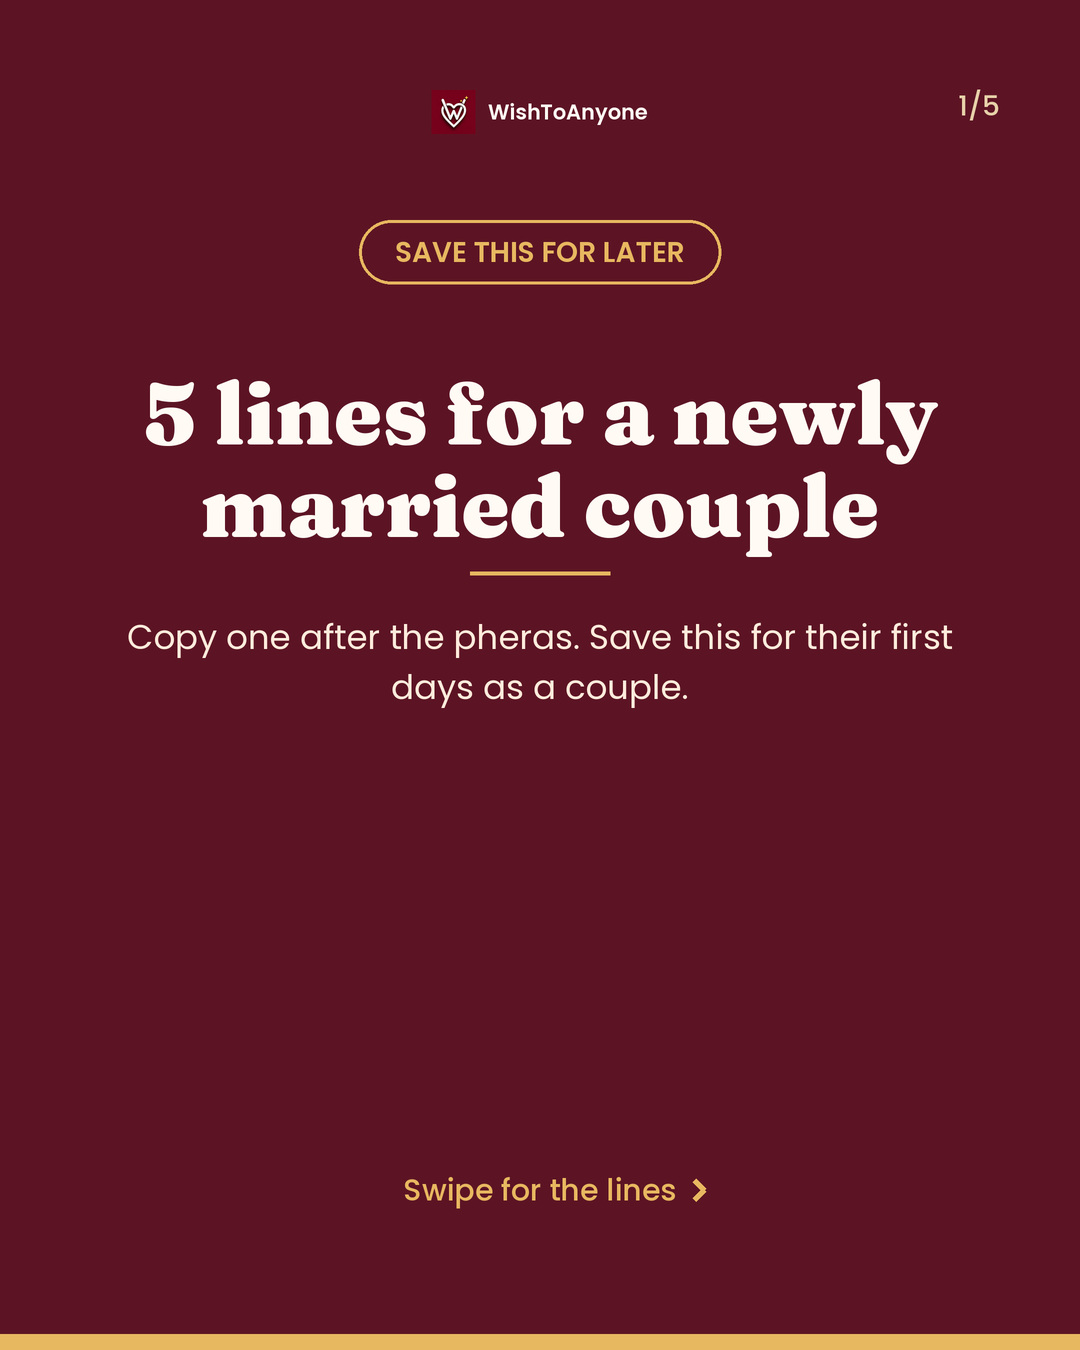 WishToAnyone
1/5
SAVE THIS FOR LATER
5 lines for a newly
married couple
Copy one after the pheras. Save this for their first
days as a couple.
Swipe for the lines